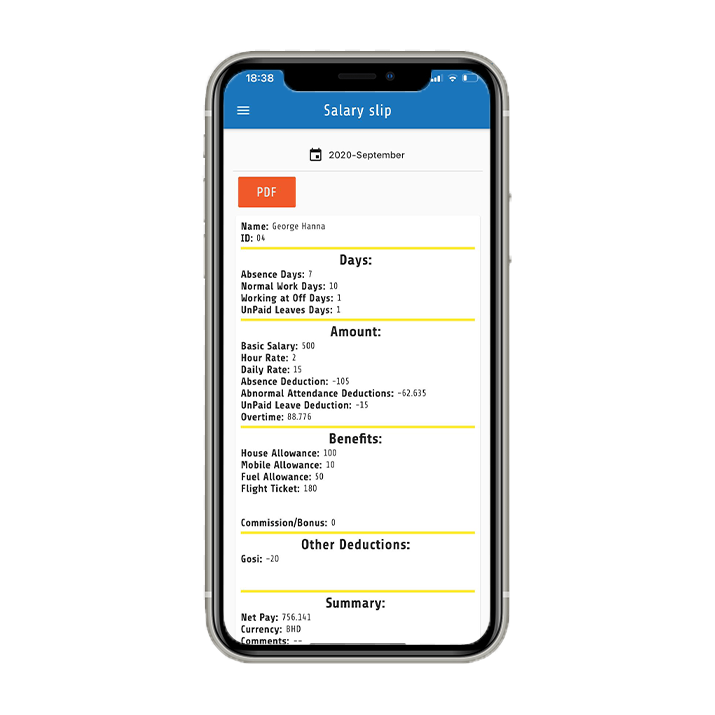 18:38
Salary slip
2020-September
PDF
Name: George Hanna
ID: 04
Days:
Absence Days: 7
Normal Work Days: 10
Working at Off Days: 1
UnPaid Leaves Days: 1
Amount:
Basic Salary: 500
Hour Rate: 2
Daily Rate: 15
Absence Deduction: -105
Abnormal Attendance Deductions: -62.635
UnPaid Leave Deduction: -15
Overtime: 88.776
Benefits:
House Allowance: 100
Mobile Allowance: 10
Fuel Allowance: 50
Flight Ticket: 180
Commission/Bonus: 0
Other Deductions:
Gosi: -20
Summary:
Net Pay: 756.141
Currency: BHD
Comments: --